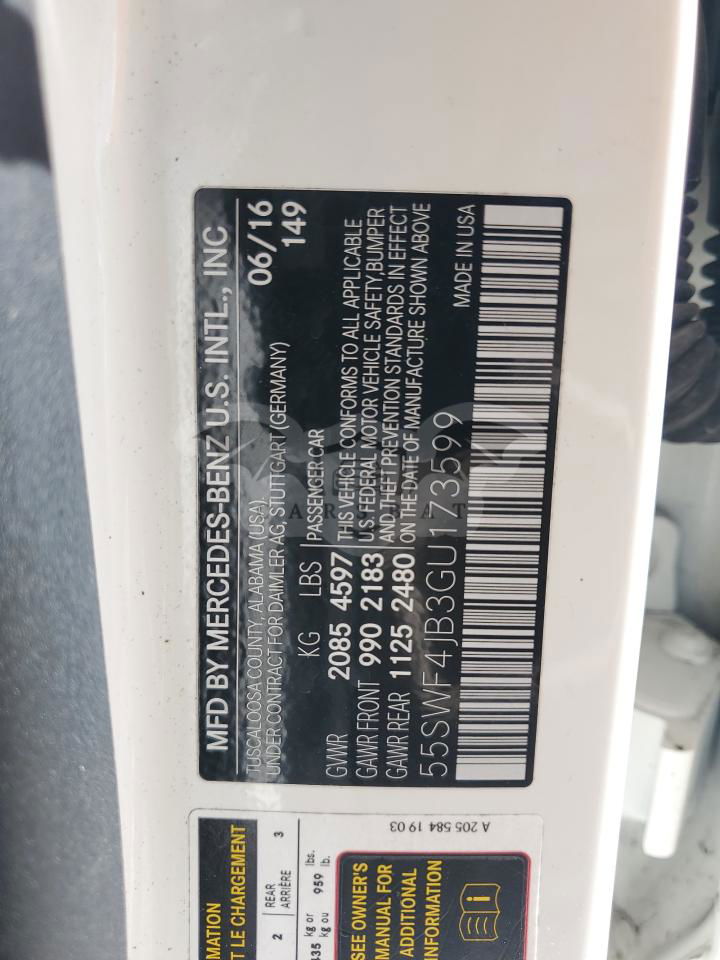 MFD BY MERCEDES-BENZ U.S. INTL., INC
TUSCALOOSA COUNTY, ALABAMA (USA).
UNDER CONTRACT FOR DAIMLER AG, STUTTGART (GERMANY)
06/16
149
KG LBS
GVWR 2085 4597
GAWR FRONT 990 2183
GAWR REAR 1125 2480
PASSENGER CAR
THIS VEHICLE CONFORMS TO ALL APPLICABLE
U.S. FEDERAL MOTOR VEHICLE SAFETY, BUMPER
AND THEFT PREVENTION STANDARDS IN EFFECT
ON THE DATE OF MANUFACTURE SHOWN ABOVE
55SWF4JB3GU173599
MADE IN USA
MATION
T LE CHARGEMENT
2 REAR 3
ARRIÈRE
435 kg or 959 lbs.
kg ou lb.
SEE OWNER'S
MANUAL FOR
ADDITIONAL
INFORMATION
A 205 584 19 03